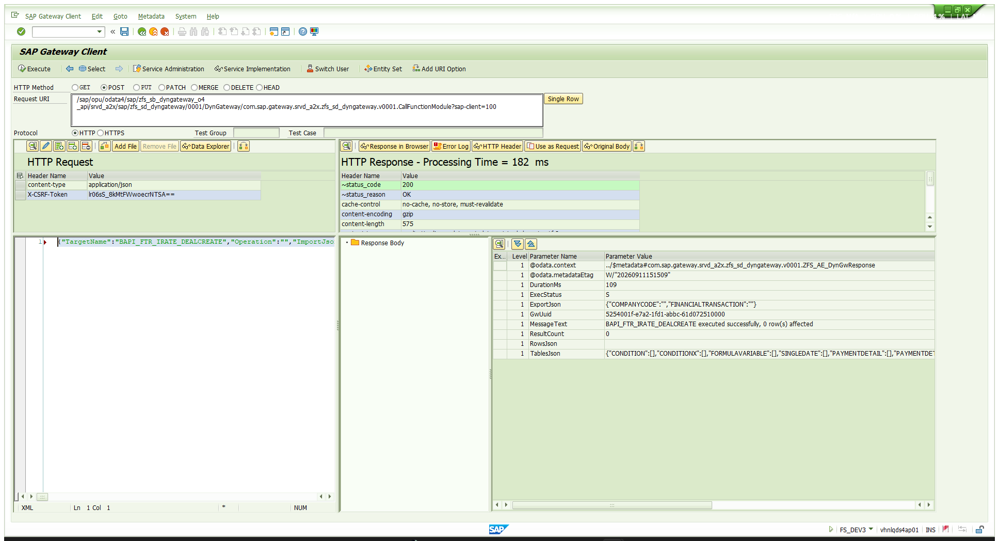 SAP Gateway Client Edit Goto Metadata System Help
SAP Gateway Client
Execute Select Service Administration Service Implementation Switch User Entity Set Add URI Option
HTTP Method GET POST PUT PATCH MERGE DELETE HEAD
Request URI /sap/opu/odata4/sap/zfs_sb_dyngateway_o4
_api/srvd_a2x/sap/zfs_sd_dyngateway/0001/DynGateway/com.sap.gateway.srvd_a2x.zfs_sd_dyngateway.v0001.CallFunctionModule?sap-client=100
Single Row
Protocol HTTP HTTPS Test Group Test Case
Add File Remove File Data Explorer
HTTP Request
Header Name Value
content-type application/json
X-CSRF-Token lr06sS_8kMtFWwoecrNTSA==
Response in Browser Error Log HTTP Header Use as Request Original Body
HTTP Response - Processing Time = 182 ms
Header Name Value
~status_code 200
~status_reason OK
cache-control no-cache, no-store, must-revalidate
content-encoding gzip
content-length 575
1 {"TargetName":"BAPI_FTR_IRATE_DEALCREATE","Operation":"","ImportJso
XML Ln 1 Col 1 * NUM
Response Body
Ex... Level Parameter Name Parameter Value
1 @odata.context ../$metadata#com.sap.gateway.srvd_a2x.zfs_sd_dyngateway.v0001.ZFS_AE_DynGwResponse
1 @odata.metadataEtag W/"20260911151509"
1 DurationMs 109
1 ExecStatus S
1 ExportJson {"COMPANYCODE":"","FINANCIALTRANSACTION":""}
1 GwUuid 5254001f-e7a2-1fd1-abbc-61d072510000
1 MessageText BAPI_FTR_IRATE_DEALCREATE executed successfully, 0 row(s) affected
1 ResultCount 0
1 RowsJson
1 TablesJson {"CONDITION":[],"CONDITIONX":[],"FORMULAVARIABLE":[],"SINGLEDATE":[],"PAYMENTDETAIL":[],"PAYMENTDET
SAP
FS_DEV3 vhnlqds4ap01 INS